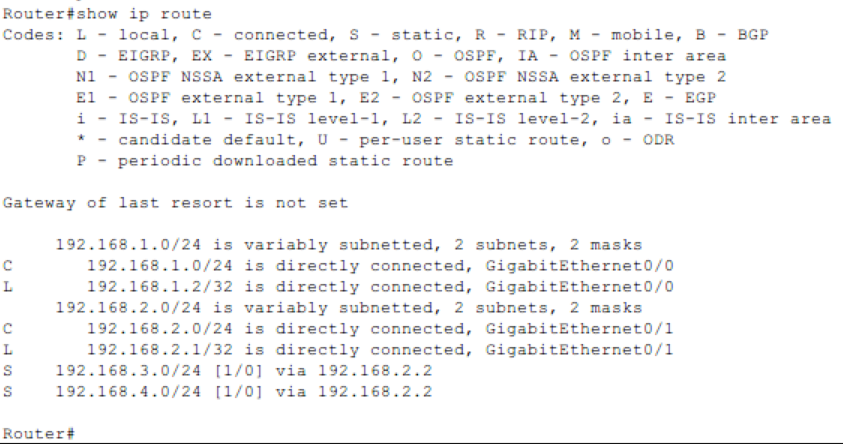 Router#show ip route
Codes: L - local, C - connected, S - static, R - RIP, M - mobile, B - BGP
       D - EIGRP, EX - EIGRP external, O - OSPF, IA - OSPF inter area
       N1 - OSPF NSSA external type 1, N2 - OSPF NSSA external type 2
       E1 - OSPF external type 1, E2 - OSPF external type 2, E - EGP
       i - IS-IS, L1 - IS-IS level-1, L2 - IS-IS level-2, ia - IS-IS inter area
       * - candidate default, U - per-user static route, o - ODR
       P - periodic downloaded static route

Gateway of last resort is not set

     192.168.1.0/24 is variably subnetted, 2 subnets, 2 masks
C       192.168.1.0/24 is directly connected, GigabitEthernet0/0
L       192.168.1.2/32 is directly connected, GigabitEthernet0/0
     192.168.2.0/24 is variably subnetted, 2 subnets, 2 masks
C       192.168.2.0/24 is directly connected, GigabitEthernet0/1
L       192.168.2.1/32 is directly connected, GigabitEthernet0/1
S    192.168.3.0/24 [1/0] via 192.168.2.2
S    192.168.4.0/24 [1/0] via 192.168.2.2

Router#